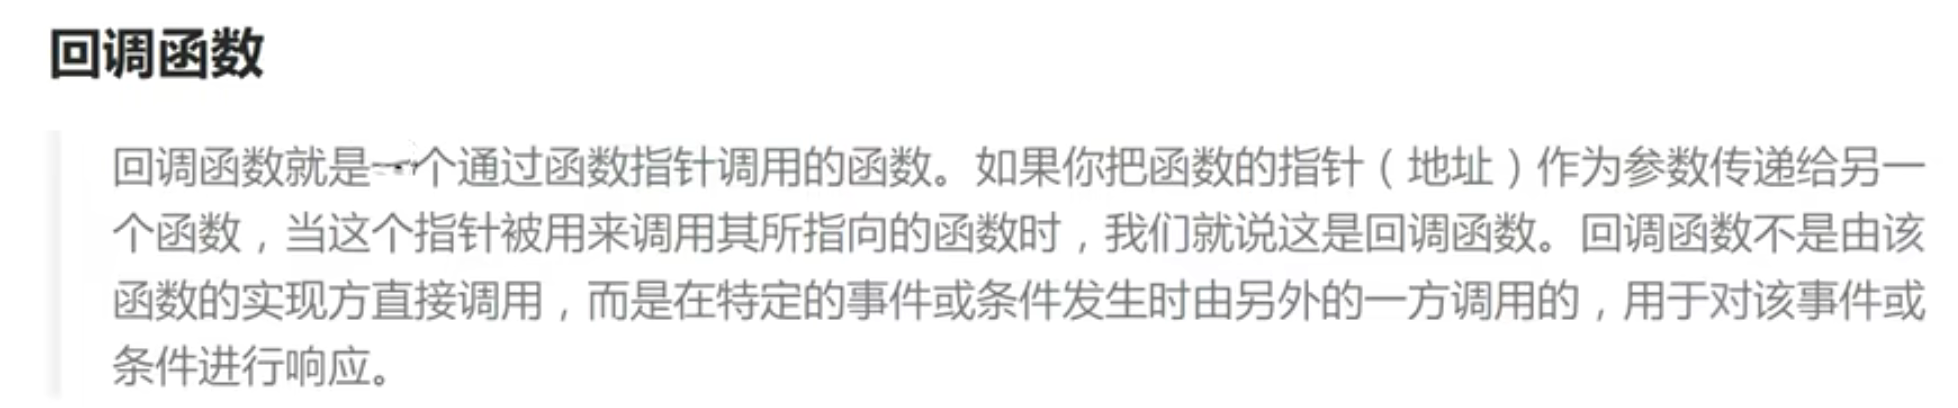 回调函数
回调函数就是一个通过函数指针调用的函数。如果你把函数的指针（地址）作为参数传递给另一
个函数，当这个指针被用来调用其所指向的函数时，我们就说这是回调函数。回调函数不是由该
函数的实现方直接调用，而是在特定的事件或条件发生时由另外的一方调用的，用于对该事件或
条件进行响应。